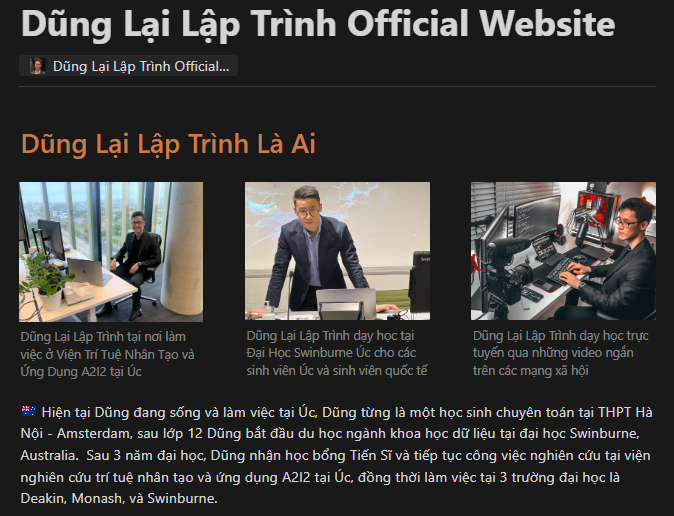 Dũng Lại Lập Trình Official Website
Dũng Lại Lập Trình Official...
Dũng Lại Lập Trình Là Ai
Dũng Lại Lập Trình tại nơi làm
việc ở Viện Trí Tuệ Nhân Tạo và
Ứng Dụng A2I2 tại Úc
Dũng Lại Lập Trình dạy học tại
Đại Học Swinburne Úc cho các
sinh viên Úc và sinh viên quốc tế
Dũng Lại Lập Trình dạy học trực
tuyến qua những video ngắn
trên các mạng xã hội
🇦🇺 Hiện tại Dũng đang sống và làm việc tại Úc, Dũng từng là một học sinh chuyên toán tại THPT Hà
Nội - Amsterdam, sau lớp 12 Dũng bắt đầu du học ngành khoa học dữ liệu tại đại học Swinburne,
Australia. Sau 3 năm đại học, Dũng nhận học bổng Tiến Sĩ và tiếp tục công việc nghiên cứu tại viện
nghiên cứu trí tuệ nhân tạo và ứng dụng A2I2 tại Úc, đồng thời làm việc tại 3 trường đại học là
Deakin, Monash, và Swinburne.